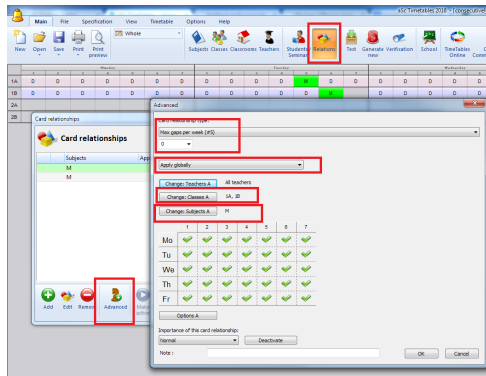 aSc Timetables 2018 - [consecutive
Main File Specification View Timetable Options Help
Whole
New Open Save Print Print preview Subjects Classes Classrooms Teachers Students/ Seminars Relations Test Generate new Verification School TimeTables Online
Monday Tuesday Wednesday
1A D D D D D D D D D D D M D D D
1B D D D D D D D D D D D D M D D
2A
2B
Card relationships
Card relationships
Subjects
M
M
Add Edit Remove Advanced
Advanced
Card relationship Type:
Max gaps per week (#S)
0
Apply globally
Change: Teachers A All teachers
Change: Classes A 1A, 1B
Change: Subjects A M
1 2 3 4 5 6 7
Mo
Tu
We
Th
Fr
Options A
Importance of this card relationship:
Normal Deactivate
Note :
OK Cancel